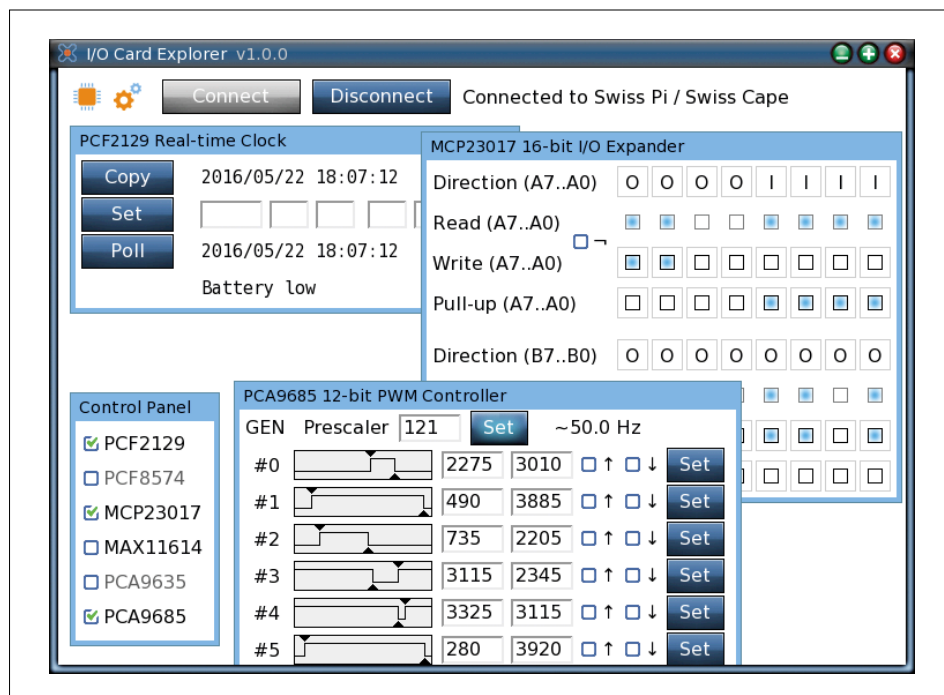 I/O Card Explorer v1.0.0
Connect Disconnect Connected to Swiss Pi / Swiss Cape
PCF2129 Real-time Clock
Copy 2016/05/22 18:07:12
Set
Poll 2016/05/22 18:07:12
Battery low
MCP23017 16-bit I/O Expander
Direction (A7..A0) O O O O I I I I
Read (A7..A0)
¬
Write (A7..A0)
Pull-up (A7..A0)
Direction (B7..B0) O O O O O O O O
Control Panel
PCF2129
PCF8574
MCP23017
MAX11614
PCA9635
PCA9685
PCA9685 12-bit PWM Controller
GEN Prescaler 121 Set ~50.0 Hz
#0 2275 3010 ↑ ↓ Set
#1 490 3885 ↑ ↓ Set
#2 735 2205 ↑ ↓ Set
#3 3115 2345 ↑ ↓ Set
#4 3325 3115 ↑ ↓ Set
#5 280 3920 ↑ ↓ Set